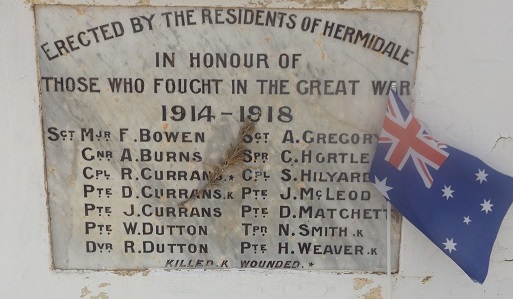 ERECTED BY THE RESIDENTS OF HERMIDALE
IN HONOUR OF
THOSE WHO FOUGHT IN THE GREAT WAR
1914-1918
SGT MJR F. BOWEN SGT A. GREGORY
GNR A. BURNS SPR C. HORTLE
CPL R. CURRANS.* CPL S. HILYARD
PTE D. CURRANS.K PTE J. MCLEOD
PTE J. CURRANS PTE D. MATCHETT
PTE W. DUTTON TPR N. SMITH .K
DVR R. DUTTON PTE H. WEAVER .K
KILLED.K WOUNDED.*